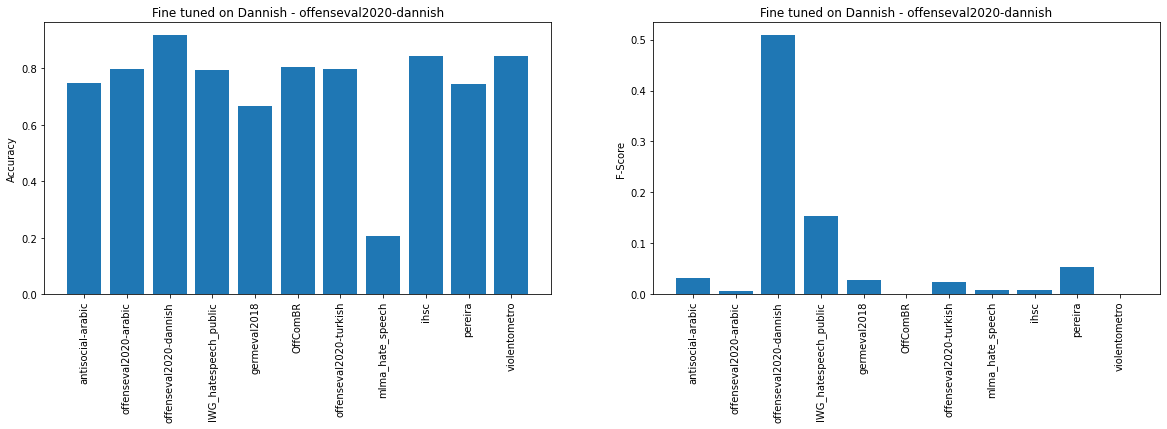 Fine tuned on Dannish - offenseval2020-dannish
Accuracy
0.8
0.6
0.4
0.2
0.0
antisocial-arabic
offenseval2020-arabic
offenseval2020-dannish
IWG_hatespeech_public
germeval2018
OffComBR
offenseval2020-turkish
mlma_hate_speech
ihsc
pereira
violentometro
Fine tuned on Dannish - offenseval2020-dannish
F-Score
0.5
0.4
0.3
0.2
0.1
0.0
antisocial-arabic
offenseval2020-arabic
offenseval2020-dannish
IWG_hatespeech_public
germeval2018
OffComBR
offenseval2020-turkish
mlma_hate_speech
ihsc
pereira
violentometro